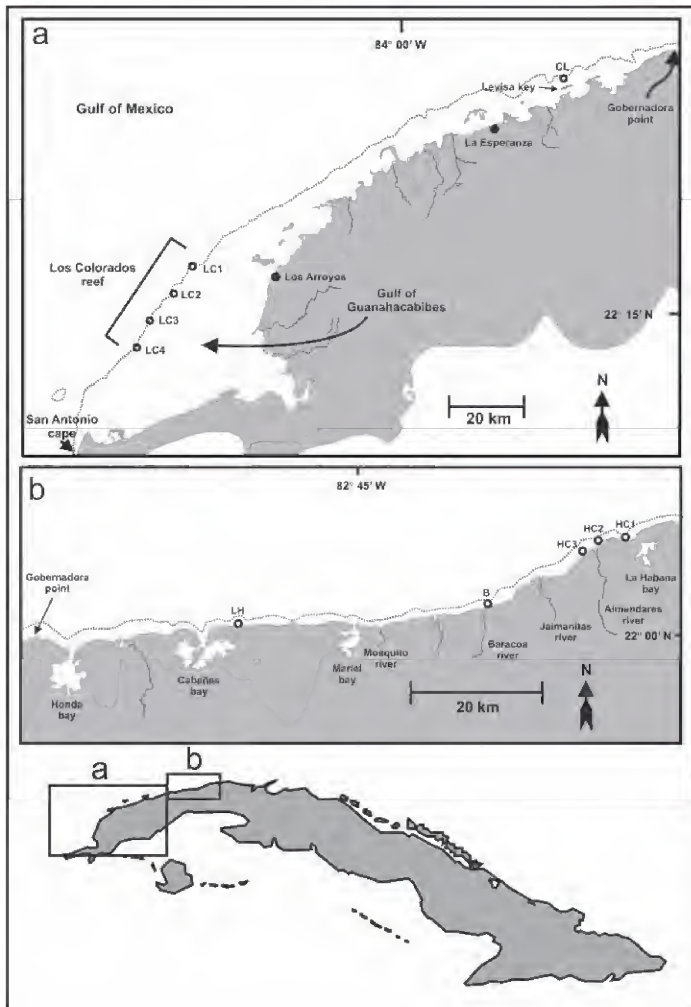 a
84° 00' W
CL
Levisa key
Gulf of Mexico
Gobernadora
point
La Esperanza
Los Colorados
reef
LC1
Los Arroyos
LC2
Gulf of
Guanahacabibes
LC3
22° 15' N
LC4
N
San Antonio
cape
20 km
b
82° 45' W
HC1
HC2
HC3
Gobernadora
point
La Habana
bay
B
LH
Almendares
river
Jaimanitas
river
22° 00' N
Mosquito
river
Baracoa
river
Mariel
bay
Cabañas
bay
N
Honda
bay
20 km
a
b